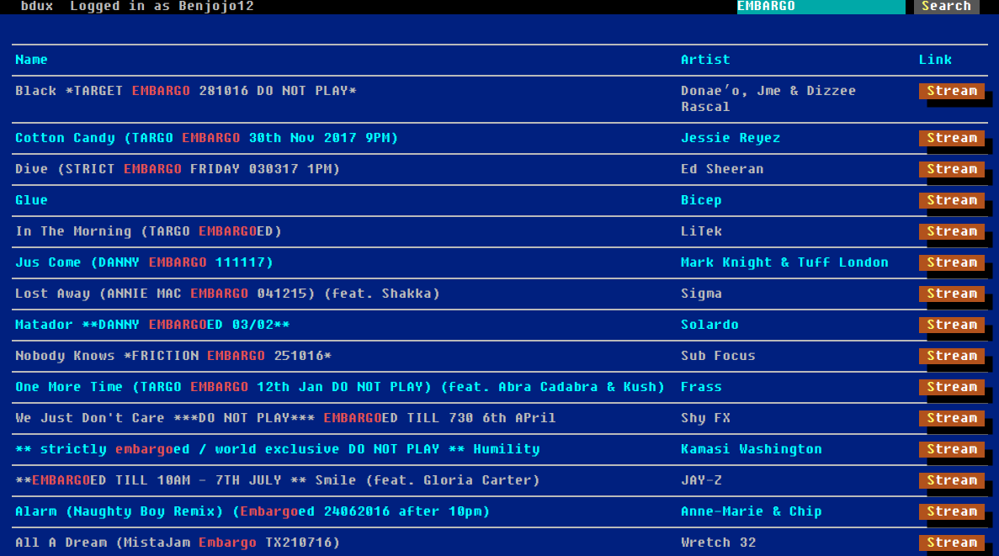 bdux Logged in as Benjojo12 EMBARGO Search
Name Artist Link
Black *TARGET EMBARGO 281016 DO NOT PLAY* Donae'o, Jme & Dizzee Rascal Stream
Cotton Candy (TARGO EMBARGO 30th Nov 2017 9PM) Jessie Reyez Stream
Dive (STRICT EMBARGO FRIDAY 030317 1PM) Ed Sheeran Stream
Glue Bicep Stream
In The Morning (TARGO EMBARGOED) LiTek Stream
Jus Come (DANNY EMBARGO 111117) Mark Knight & Tuff London Stream
Lost Away (ANNIE MAC EMBARGO 041215) (feat. Shakka) Sigma Stream
Matador **DANNY EMBARGOED 03/02** Solardo Stream
Nobody Knows *FRICTION EMBARGO 251016* Sub Focus Stream
One More Time (TARGO EMBARGO 12th Jan DO NOT PLAY) (feat. Abra Cadabra & Kush) Frass Stream
We Just Don't Care ***DO NOT PLAY*** EMBARGOED TILL 730 6th APril Shy FX Stream
** strictly embargoed / world exclusive DO NOT PLAY ** Humility Kamasi Washington Stream
**EMBARGOED TILL 10AM - 7TH JULY ** Smile (feat. Gloria Carter) JAY-Z Stream
Alarm (Naughty Boy Remix) (Embargoed 24062016 after 10pm) Anne-Marie & Chip Stream
All A Dream (MistaJam Embargo TX210716) Wretch 32 Stream